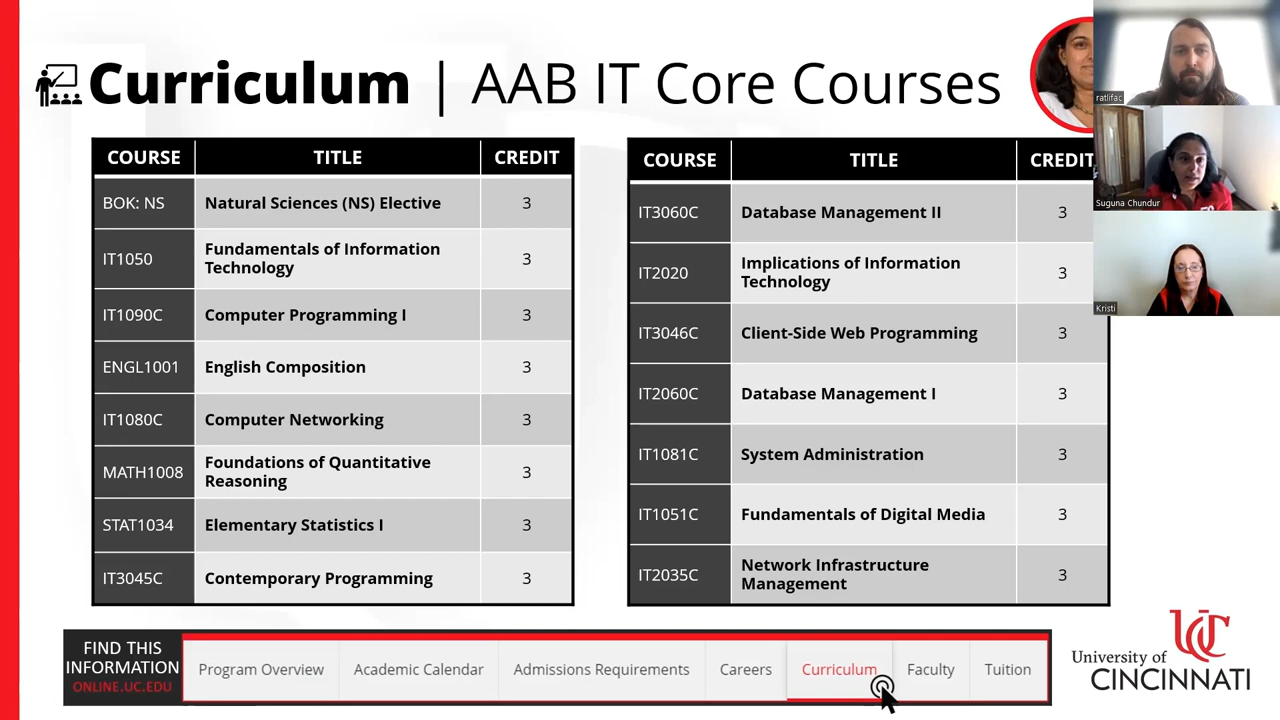 Curriculum | AAB IT Core Courses
COURSE TITLE CREDIT
BOK: NS Natural Sciences (NS) Elective 3
IT1050 Fundamentals of Information
Technology 3
IT1090C Computer Programming I 3
ENGL1001 English Composition 3
IT1080C Computer Networking 3
MATH1008 Foundations of Quantitative
Reasoning 3
STAT1034 Elementary Statistics I 3
IT3045C Contemporary Programming 3
COURSE TITLE CREDIT
IT3060C Database Management II 3
IT2020 Implications of Information
Technology 3
IT3046C Client-Side Web Programming 3
IT2060C Database Management I 3
IT1081C System Administration 3
IT1051C Fundamentals of Digital Media 3
IT2035C Network Infrastructure
Management 3
ratlifac
Suguna Chundur
Kristi
FIND THIS
INFORMATION
ONLINE.UC.EDU
Program Overview Academic Calendar Admissions Requirements Careers Curriculum Faculty Tuition
UC
University of
CINCINNATI